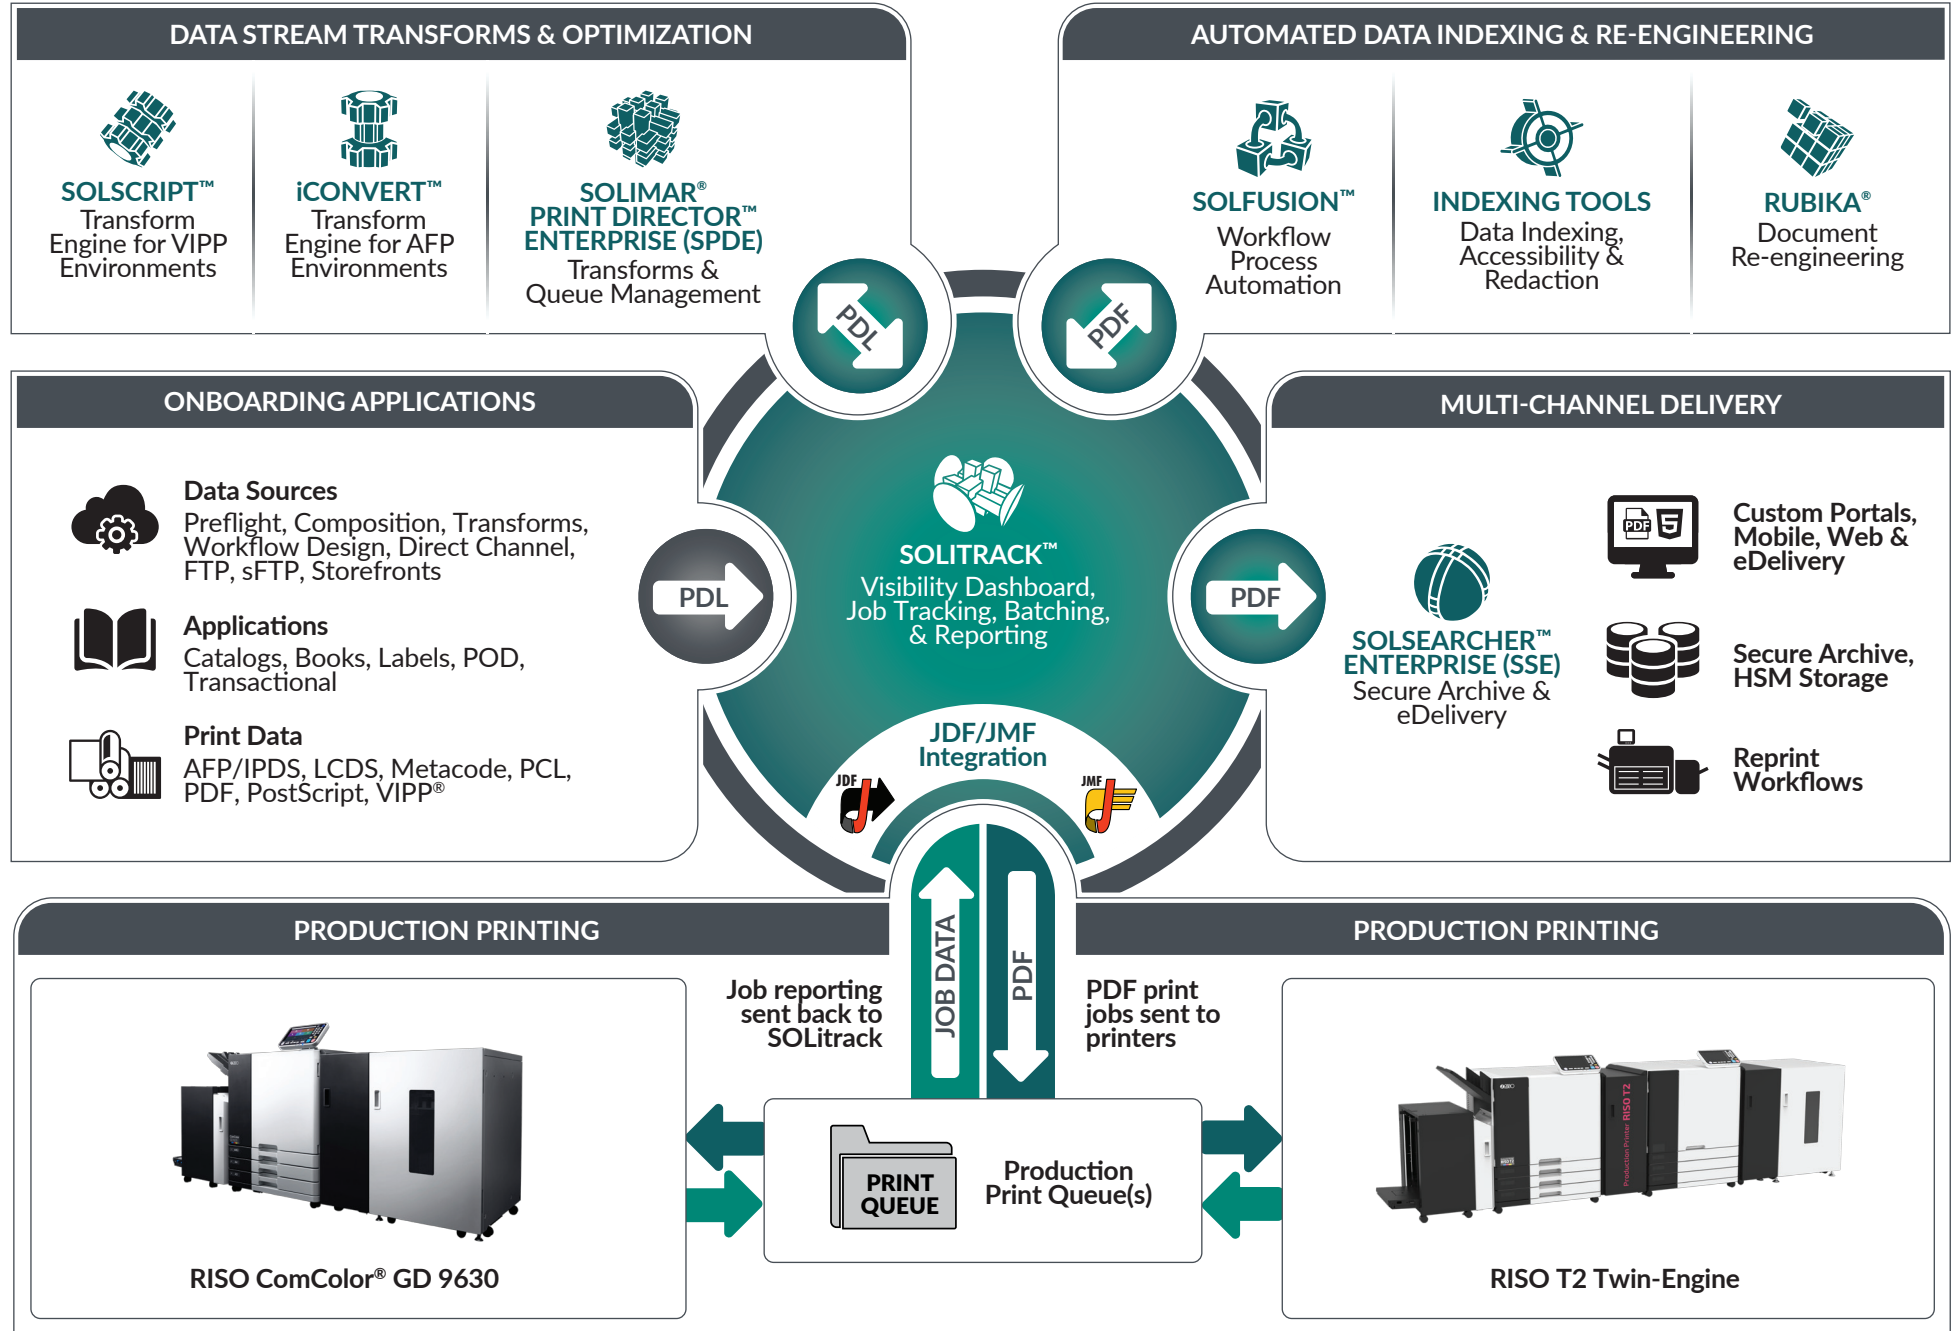 DATA STREAM TRANSFORMS & OPTIMIZATION
SOLSCRIPT™
Transform
Engine for VIPP
Environments
iCONVERT™
Transform
Engine for AFP
Environments
SOLIMAR®
PRINT DIRECTOR™
ENTERPRISE (SPDE)
Transforms &
Queue Management
PDL
AUTOMATED DATA INDEXING & RE-ENGINEERING
SOLFUSION™
Workflow
Process
Automation
INDEXING TOOLS
Data Indexing,
Accessibility &
Redaction
RUBIKA®
Document
Re-engineering
PDF
ONBOARDING APPLICATIONS
Data Sources
Preflight, Composition, Transforms,
Workflow Design, Direct Channel,
FTP, sFTP, Storefronts
Applications
Catalogs, Books, Labels, POD,
Transactional
Print Data
AFP/IPDS, LCDS, Metacode, PCL,
PDF, PostScript, VIPP®
PDL
SOLITRACK™
Visibility Dashboard,
Job Tracking, Batching,
& Reporting
JDF/JMF
Integration
JDF
JMF
PDF
MULTI-CHANNEL DELIVERY
SOLSEARCHER™
ENTERPRISE (SSE)
Secure Archive &
eDelivery
PDF
5
Custom Portals,
Mobile, Web &
eDelivery
Secure Archive,
HSM Storage
Reprint
Workflows
PRODUCTION PRINTING
RISO ComColor® GD 9630
Job reporting
sent back to
SOLitrack
JOB DATA
PDF
PDF print
jobs sent to
printers
PRINT
QUEUE
Production
Print Queue(s)
PRODUCTION PRINTING
Production Printer RISO T2
RISO T2 Twin-Engine